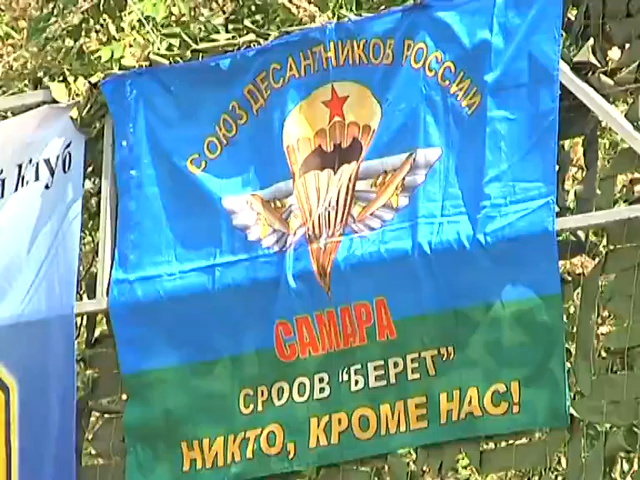 й Клуб
СОЮЗ ДЕСАНТНИКОВ РОССИИ
САМАРА
СРООВ “БЕРЕТ”
НИКТО, КРОМЕ НАС!